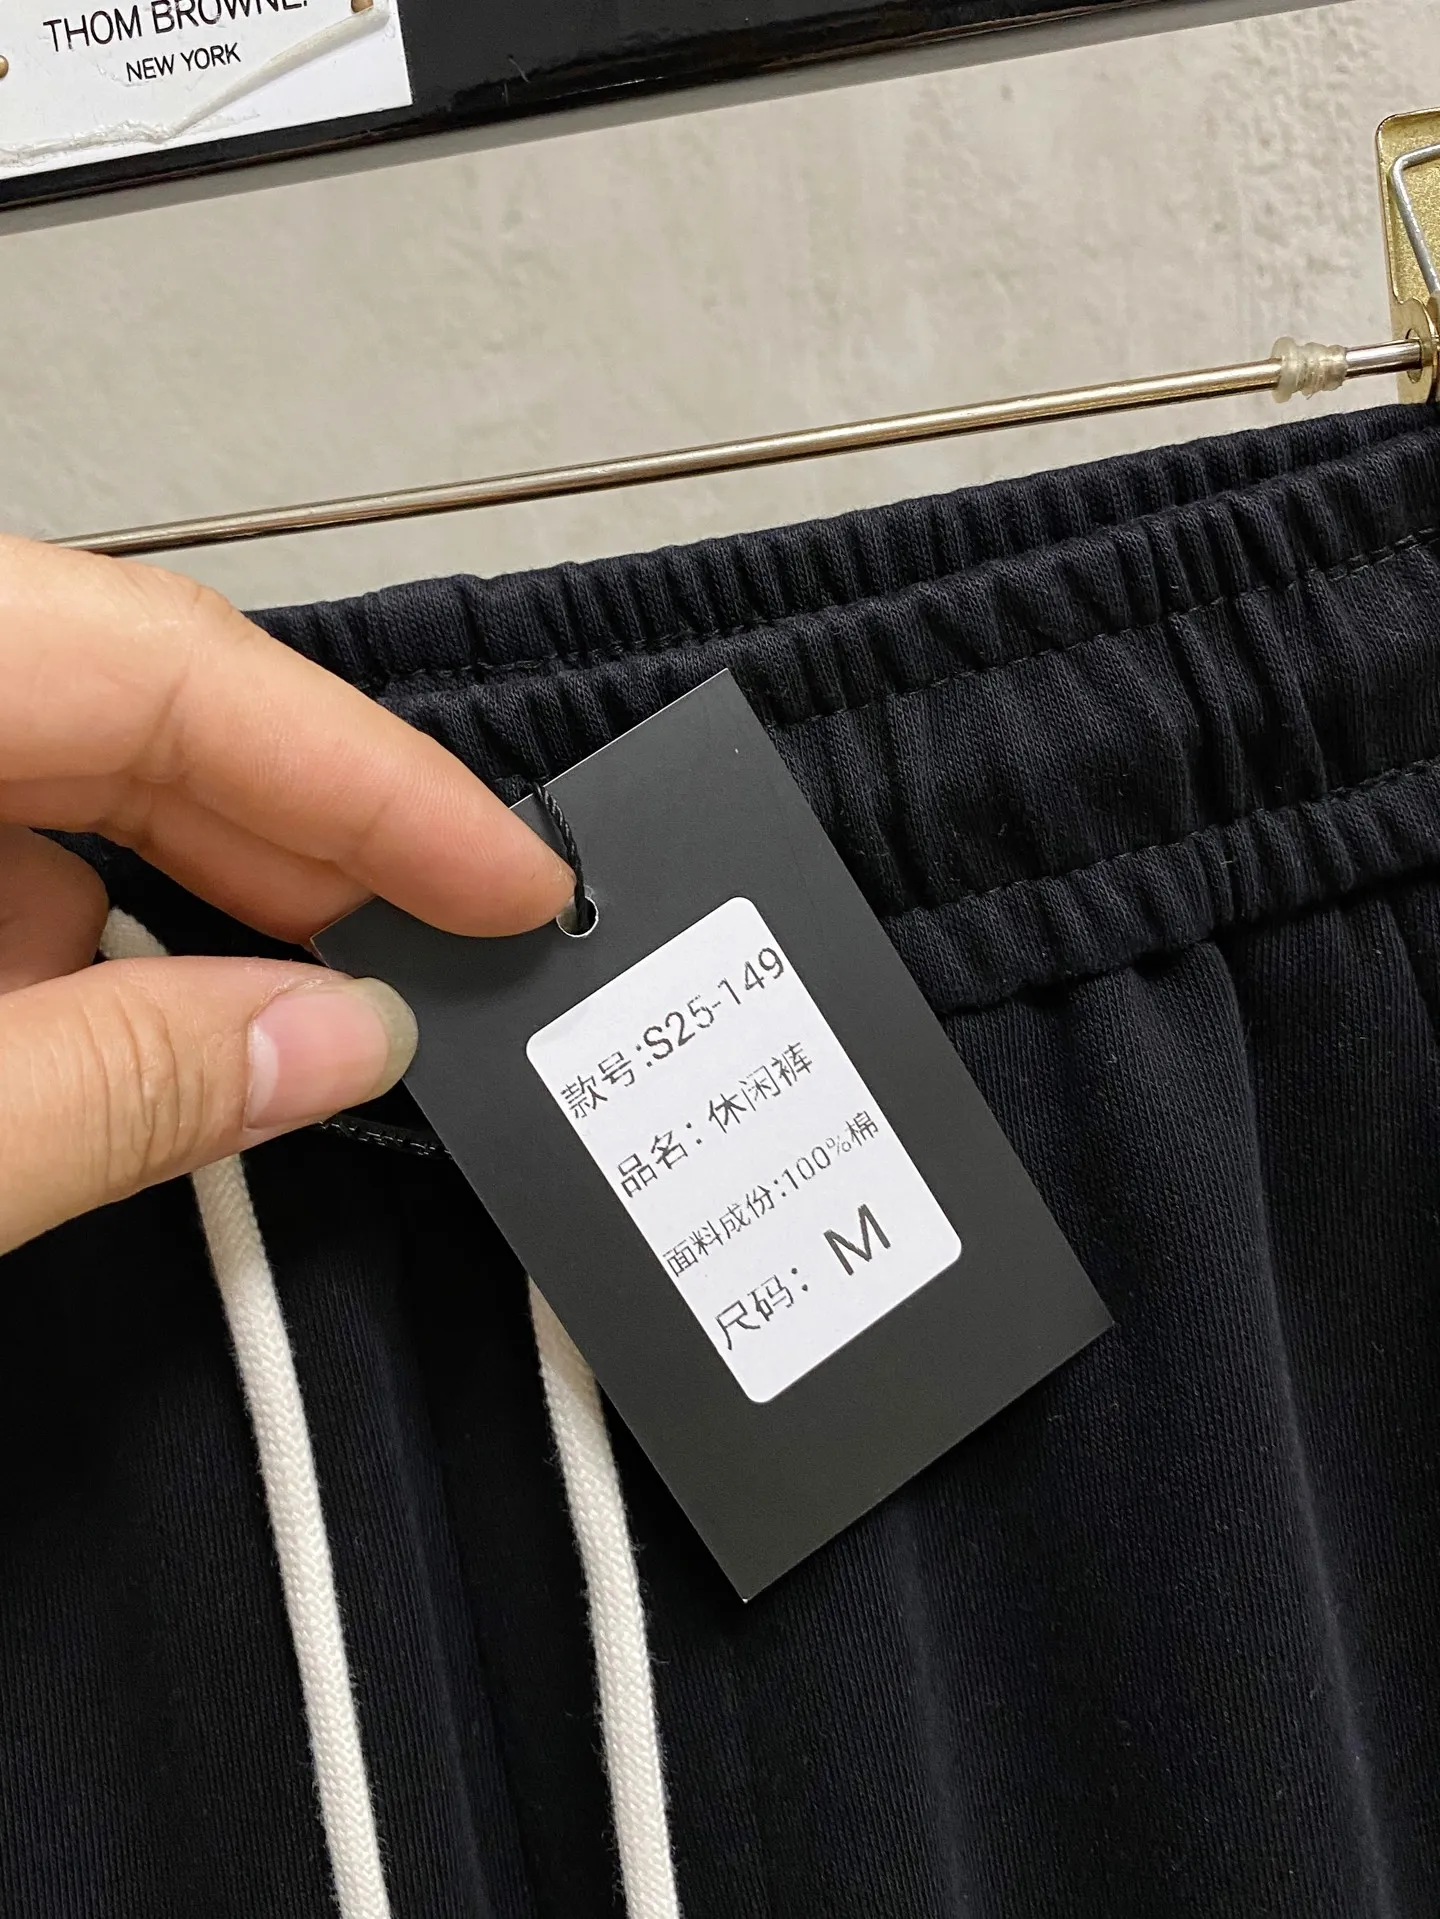 THOM BROWNE.
NEW YORK
款号:S25-149
品名：休闲裤
面料成份:100%棉
尺码：M